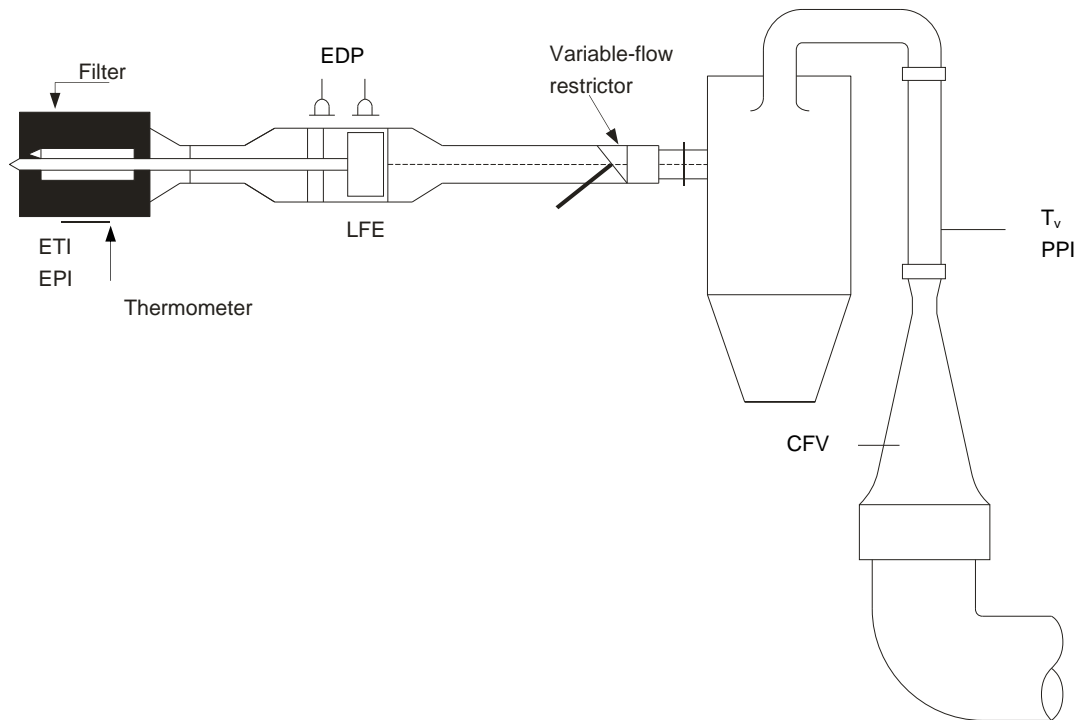 EDP
Variable-flow
restrictor
Filter
LFE
ETI
EPI
Thermometer
Tv
PPI
CFV